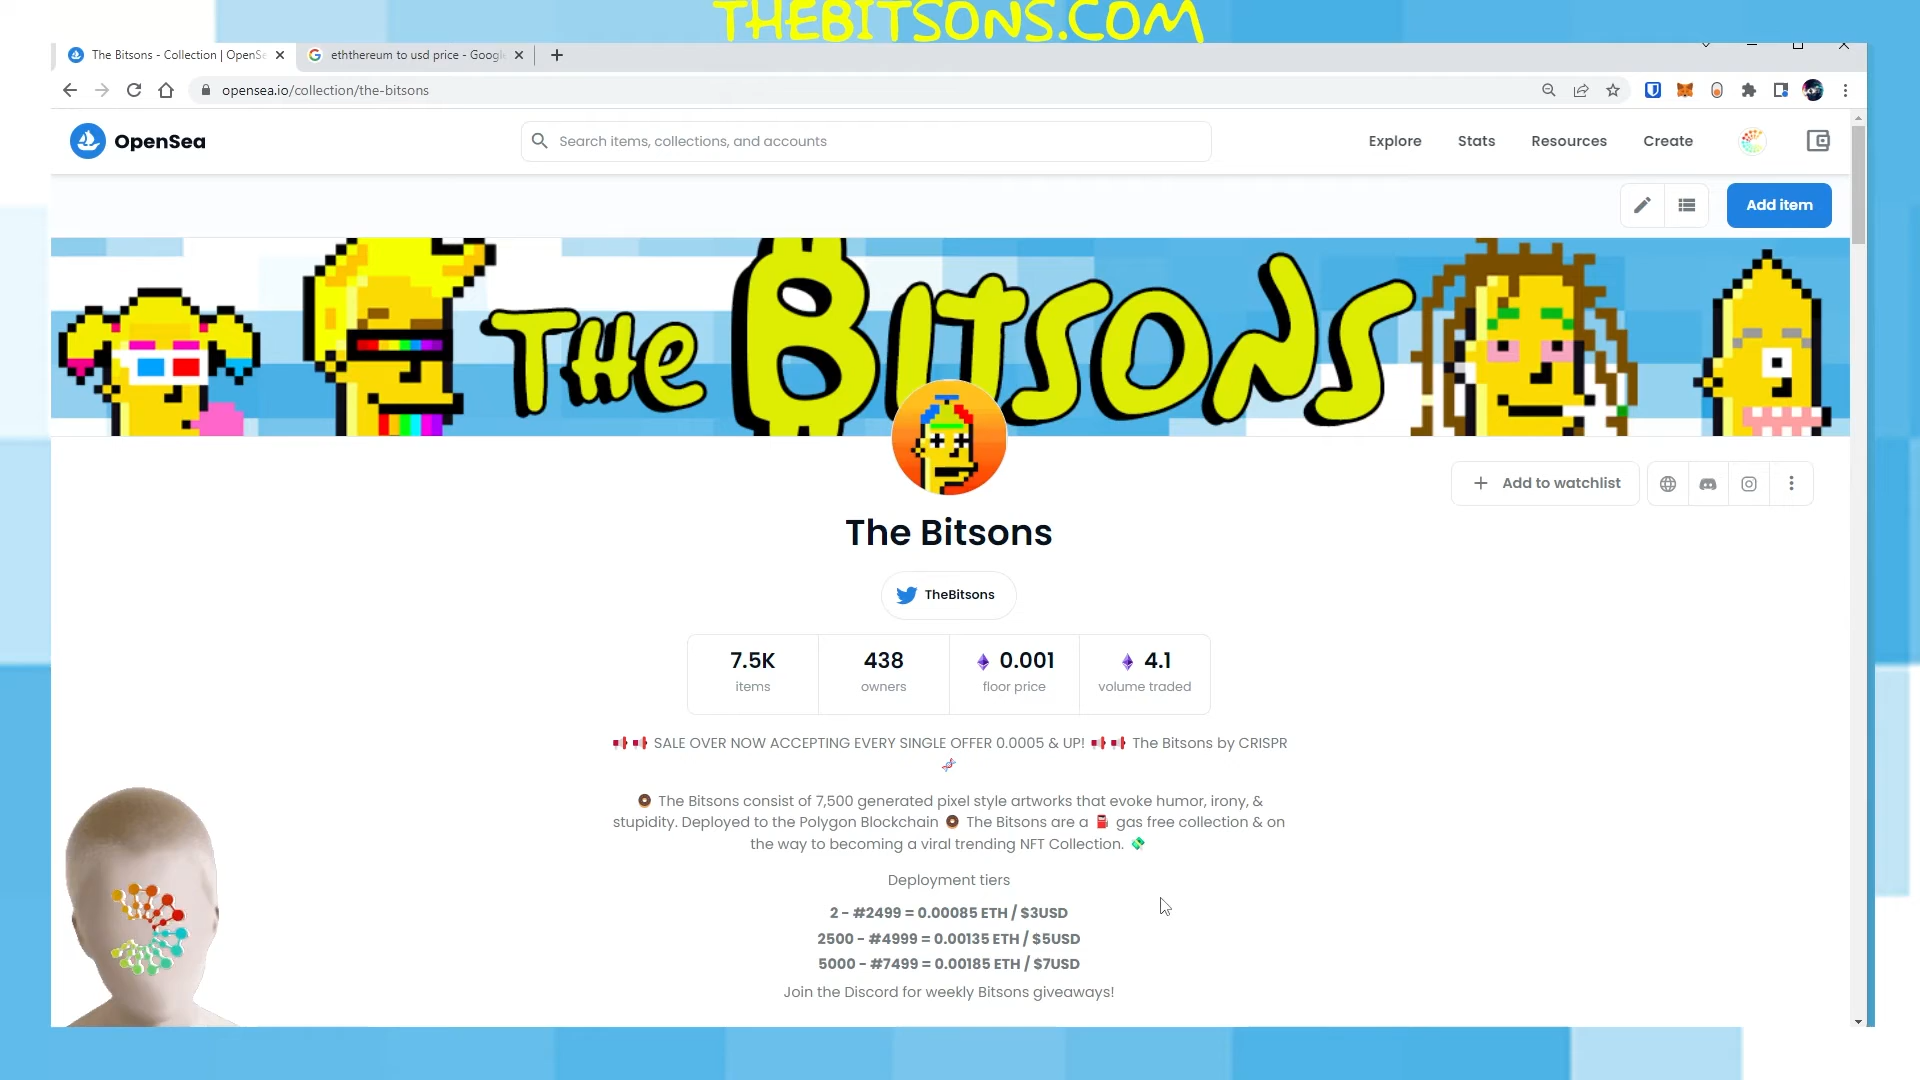 THEBITSONS.COM
The Bitsons - Collection | OpenSe
eththereum to usd price - Google
opensea.io/collection/the-bitsons
OpenSea
Search items, collections, and accounts
Explore
Stats
Resources
Create
Add item
THE BITSONS
Add to watchlist
The Bitsons
TheBitsons
7.5K
items
438
owners
0.001
floor price
4.1
volume traded
SALE OVER NOW ACCEPTING EVERY SINGLE OFFER 0.0005 & UP! The Bitsons by CRISPR
The Bitsons consist of 7,500 generated pixel style artworks that evoke humor, irony, &
stupidity. Deployed to the Polygon Blockchain The Bitsons are a gas free collection & on
the way to becoming a viral trending NFT Collection.
Deployment tiers
2 - #2499 = 0.00085 ETH / $3USD
2500 - #4999 = 0.00135 ETH / $5USD
5000 - #7499 = 0.00185 ETH / $7USD
Join the Discord for weekly Bitsons giveaways!